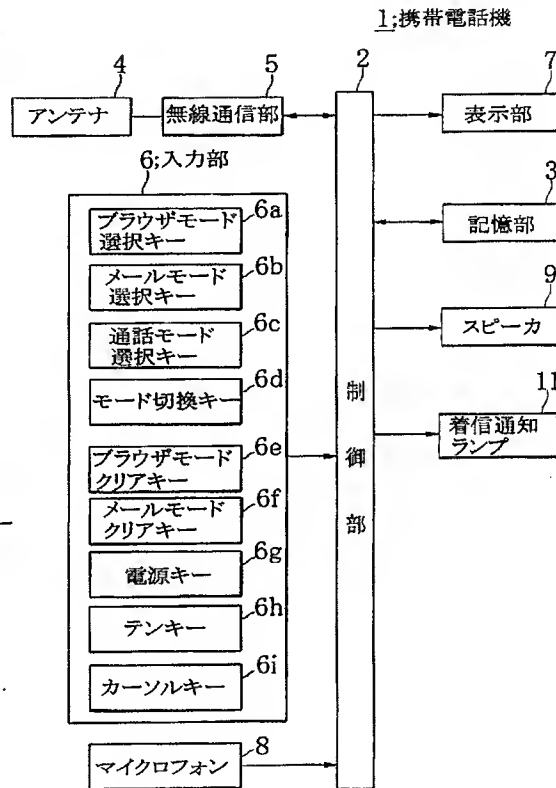 1;携帯電話機
4
5
2
7
アンテナ
無線通信部
表示部
6;入力部
3
記憶部
6a
ブラウザモード
選択キー
6b
メールモード
選択キー
9
スピーカ
6c
通話モード
選択キー
6d
モード切換キー
11
着信通知
ランプ
制
御
部
6e
ブラウザモード
クリアキー
6f
メールモード
クリアキー
6g
電源キー
6h
テンキー
6i
カーソルキー
8
マイクロフォン